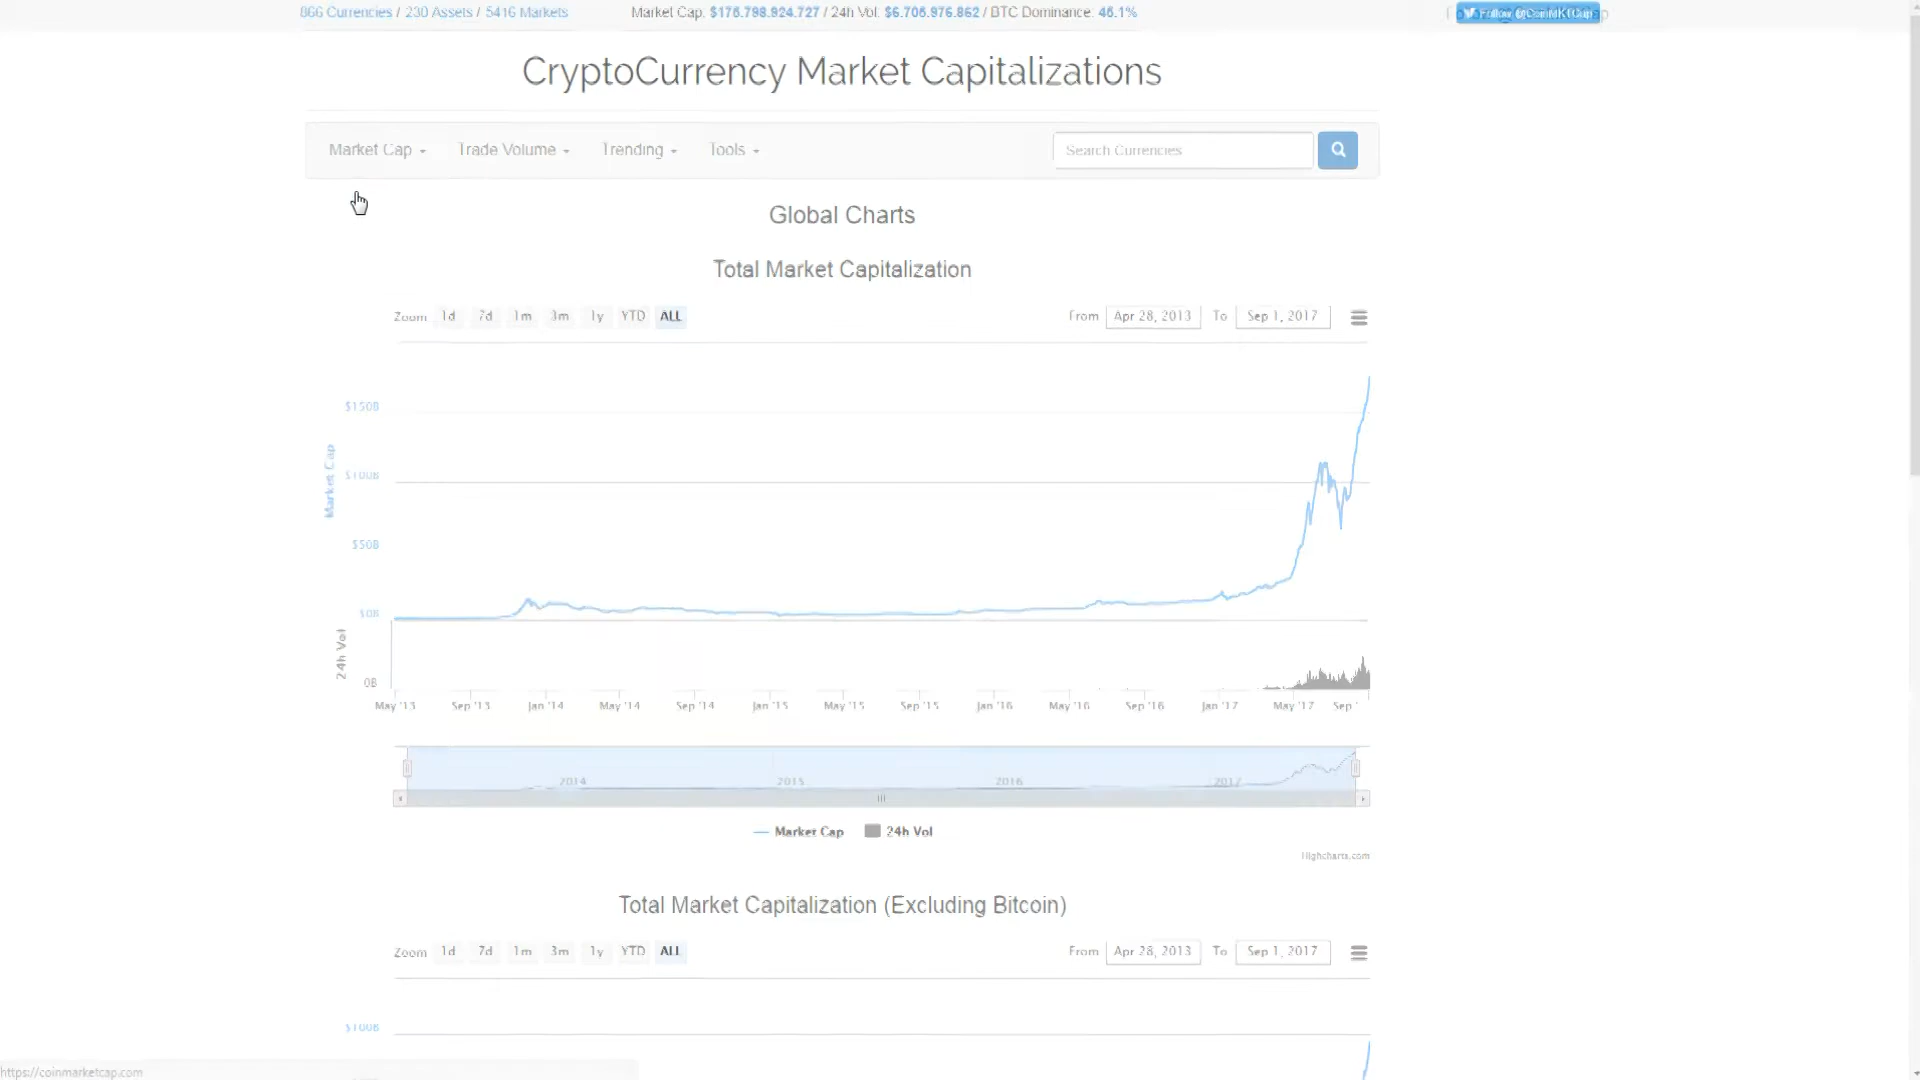 866 Currencies / 230 Assets / 5416 Markets
Market Cap: $175,798,924,727 / 24h Vol: $6,705,976,862 / BTC Dominance: 46.1%
CryptoCurrency Market Capitalizations
Market Cap Trade Volume Trending Tools Search Currencies
Global Charts
Total Market Capitalization
Zoom 1d 7d 1m 3m 1y YTD ALL From Apr 28, 2013 To Sep 1, 2017
$150B
$100B
$50B
$0B
Market Cap
24h Vol
0B
May '13 Sep '13 Jan '14 May '14 Sep '14 Jan '15 May '15 Sep '15 Jan '16 May '16 Sep '16 Jan '17 May '17 Sep '
2014 2015 2016 2017
Market Cap 24h Vol
Highcharts.com
Total Market Capitalization (Excluding Bitcoin)
Zoom 1d 7d 1m 3m 1y YTD ALL From Apr 28, 2013 To Sep 1, 2017
$100B
https://coinmarketcap.com